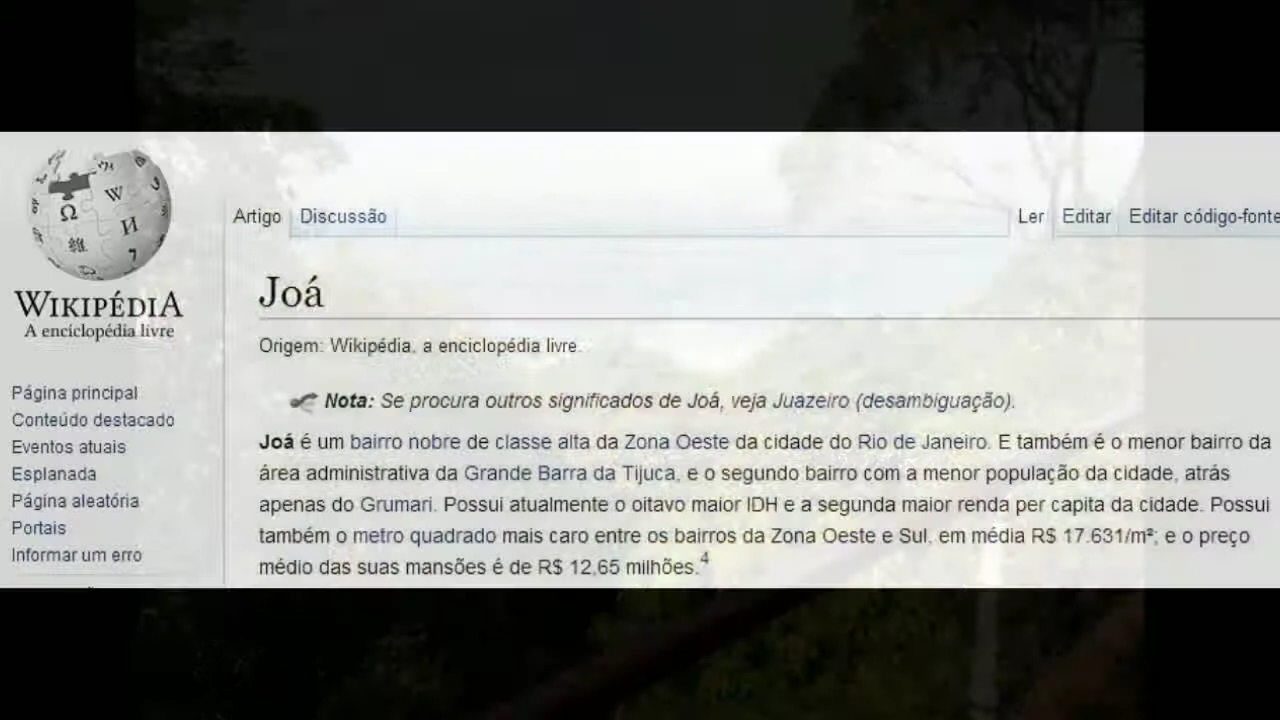 Artigo Discussão Ler Editar Editar código-fonte
WIKIPÉDIA
A enciclopédia livre
Joá
Origem: Wikipédia, a enciclopédia livre.
Nota: Se procura outros significados de Joá, veja Juazeiro (desambiguação).
Joá é um bairro nobre de classe alta da Zona Oeste da cidade do Rio de Janeiro. E também é o menor bairro da
área administrativa da Grande Barra da Tijuca, e o segundo bairro com a menor população da cidade, atrás
apenas do Grumari. Possui atualmente o oitavo maior IDH e a segunda maior renda per capita da cidade. Possui
também o metro quadrado mais caro entre os bairros da Zona Oeste e Sul, em média R$ 17.631/m²; e o preço
médio das suas mansões é de R$ 12,65 milhões.4
Página principal
Conteúdo destacado
Eventos atuais
Esplanada
Página aleatória
Portais
Informar um erro